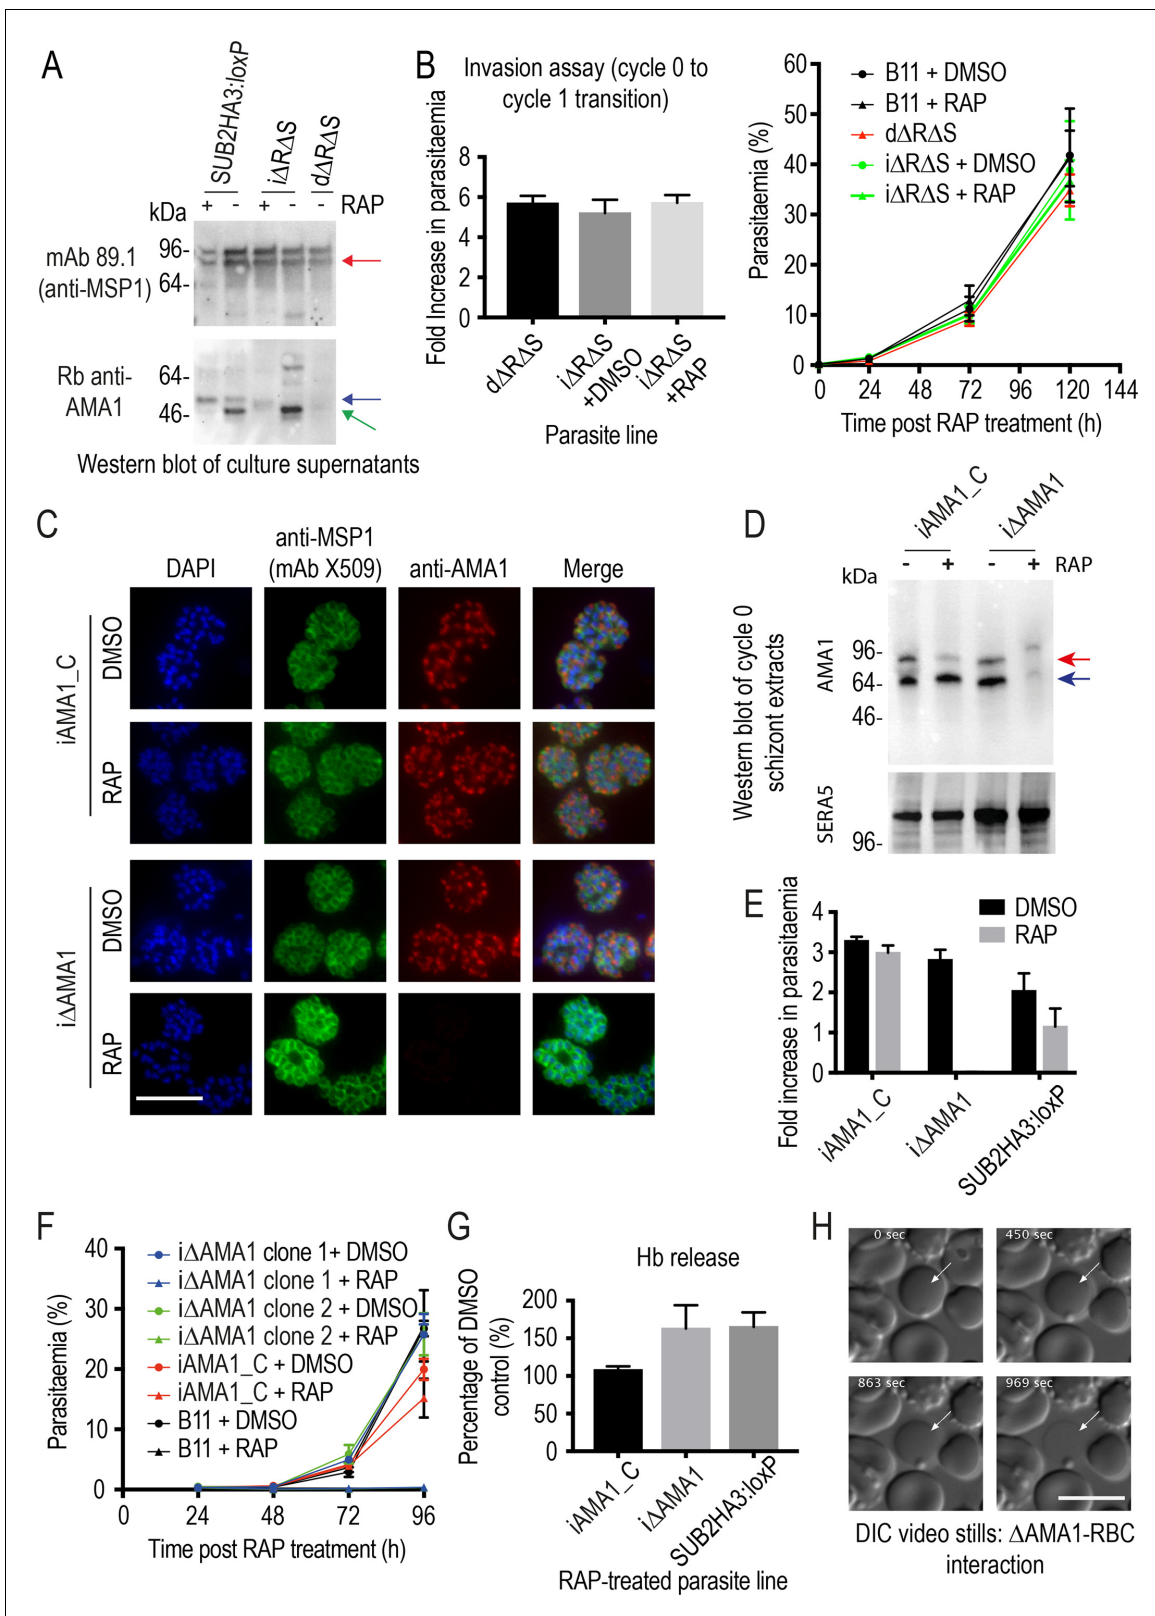 A
SUB2HA3:loxP
iΔRΔS
dΔRΔS
+ - + - - RAP
kDa
mAb 89.1
(anti-MSP1)
96-
64-
Rb anti-
AMA1
64-
46-
Western blot of culture supernatants
B
Invasion assay (cycle 0 to
cycle 1 transition)
Fold increase in parasitaemia
8
6
4
2
0
dΔRΔS
iΔRΔS
+DMSO
iΔRΔS
+RAP
Parasite line
Parasitaemia (%)
60
50
40
30
20
10
0
B11 + DMSO
B11 + RAP
dΔRΔS
iΔRΔS + DMSO
iΔRΔS + RAP
0 24 48 72 96 120 144
Time post RAP treatment (h)
C
DAPI
anti-MSP1
(mAb X509)
anti-AMA1
Merge
iAMA1_C
DMSO
RAP
iΔAMA1
DMSO
RAP
D
iAMA1_C
iΔAMA1
- + - + RAP
kDa
Western blot of cycle 0
schizont extracts
AMA1
96-
64-
46-
SERA5
96-
E
Fold increase in parasitaemia
4
3
2
1
0
DMSO
RAP
iAMA1_C
iΔAMA1
SUB2HA3:loxP
F
Parasitaemia (%)
40
30
20
10
0
iΔAMA1 clone 1+ DMSO
iΔAMA1 clone 1 + RAP
iΔAMA1 clone 2 + DMSO
iΔAMA1 clone 2 + RAP
iAMA1_C + DMSO
iAMA1_C + RAP
B11 + DMSO
B11 + RAP
0 24 48 72 96
Time post RAP treatment (h)
G
Hb release
Percentage of DMSO
control (%)
200
150
100
50
0
iAMA1_C
iΔAMA1
SUB2HA3:loxP
RAP-treated parasite line
H
0 sec
450 sec
863 sec
969 sec
DIC video stills: ΔAMA1-RBC
interaction